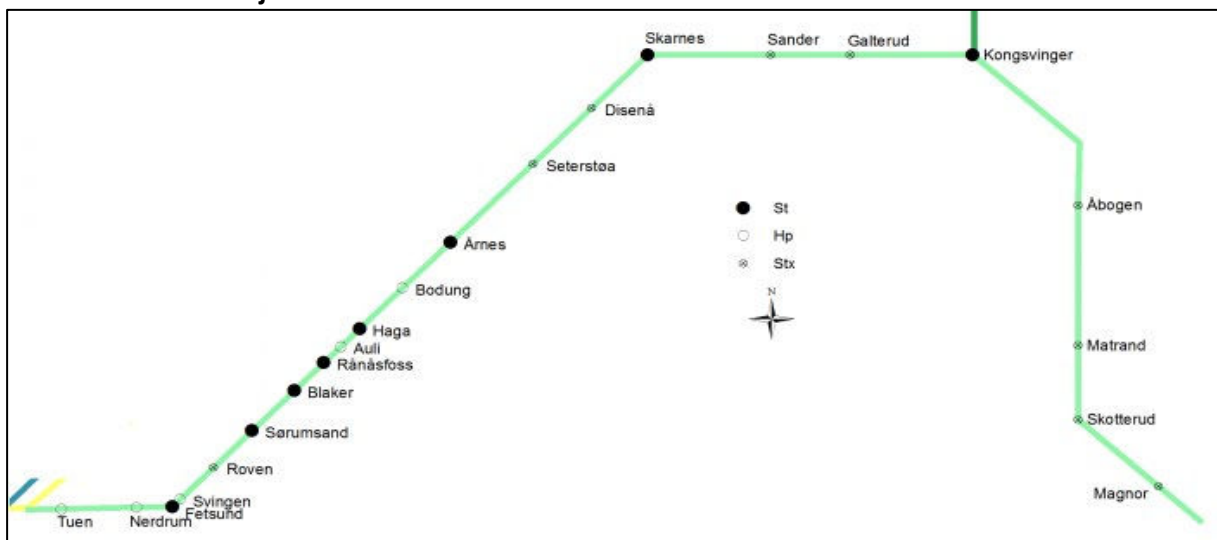 Skarnes
Sander
Galterud
Kongsvinger
Disenå
Seterstøa
St
Åbogen
Hp
Årnes
Stx
Bodung
N
Haga
Auli
Matrand
Rånåsfoss
Blaker
Skotterud
Sørumsand
Roven
Magnor
Svingen
Fetsund
Tuen
Nerdrum